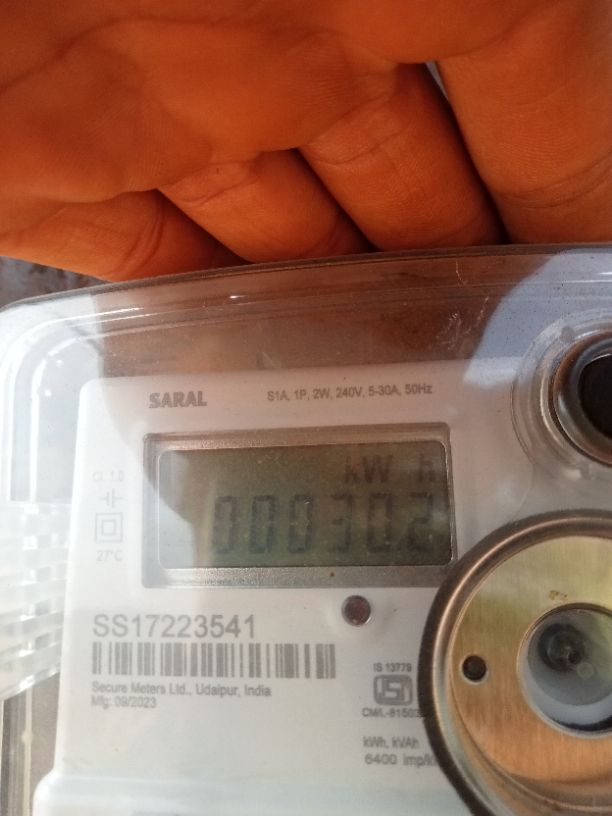 SARAL
S1A, 1P, 2W, 240V, 5-30A, 50Hz
kW h
Cl. 1.0
27°C
SS17223541
Secure Meters Ltd., Udaipur, India
Mfg: 09/2023
IS 13779
kWh, kVAh
6400